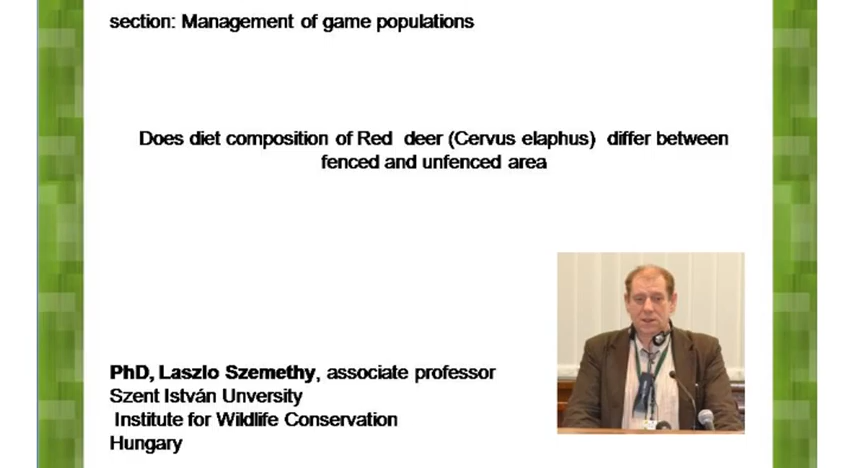 section: Management of game populations
Does diet composition of Red deer (Cervus elaphus) differ between
fenced and unfenced area
PhD, Laszlo Szemethy, associate professor
Szent István Unversity
Institute for Wildlife Conservation
Hungary